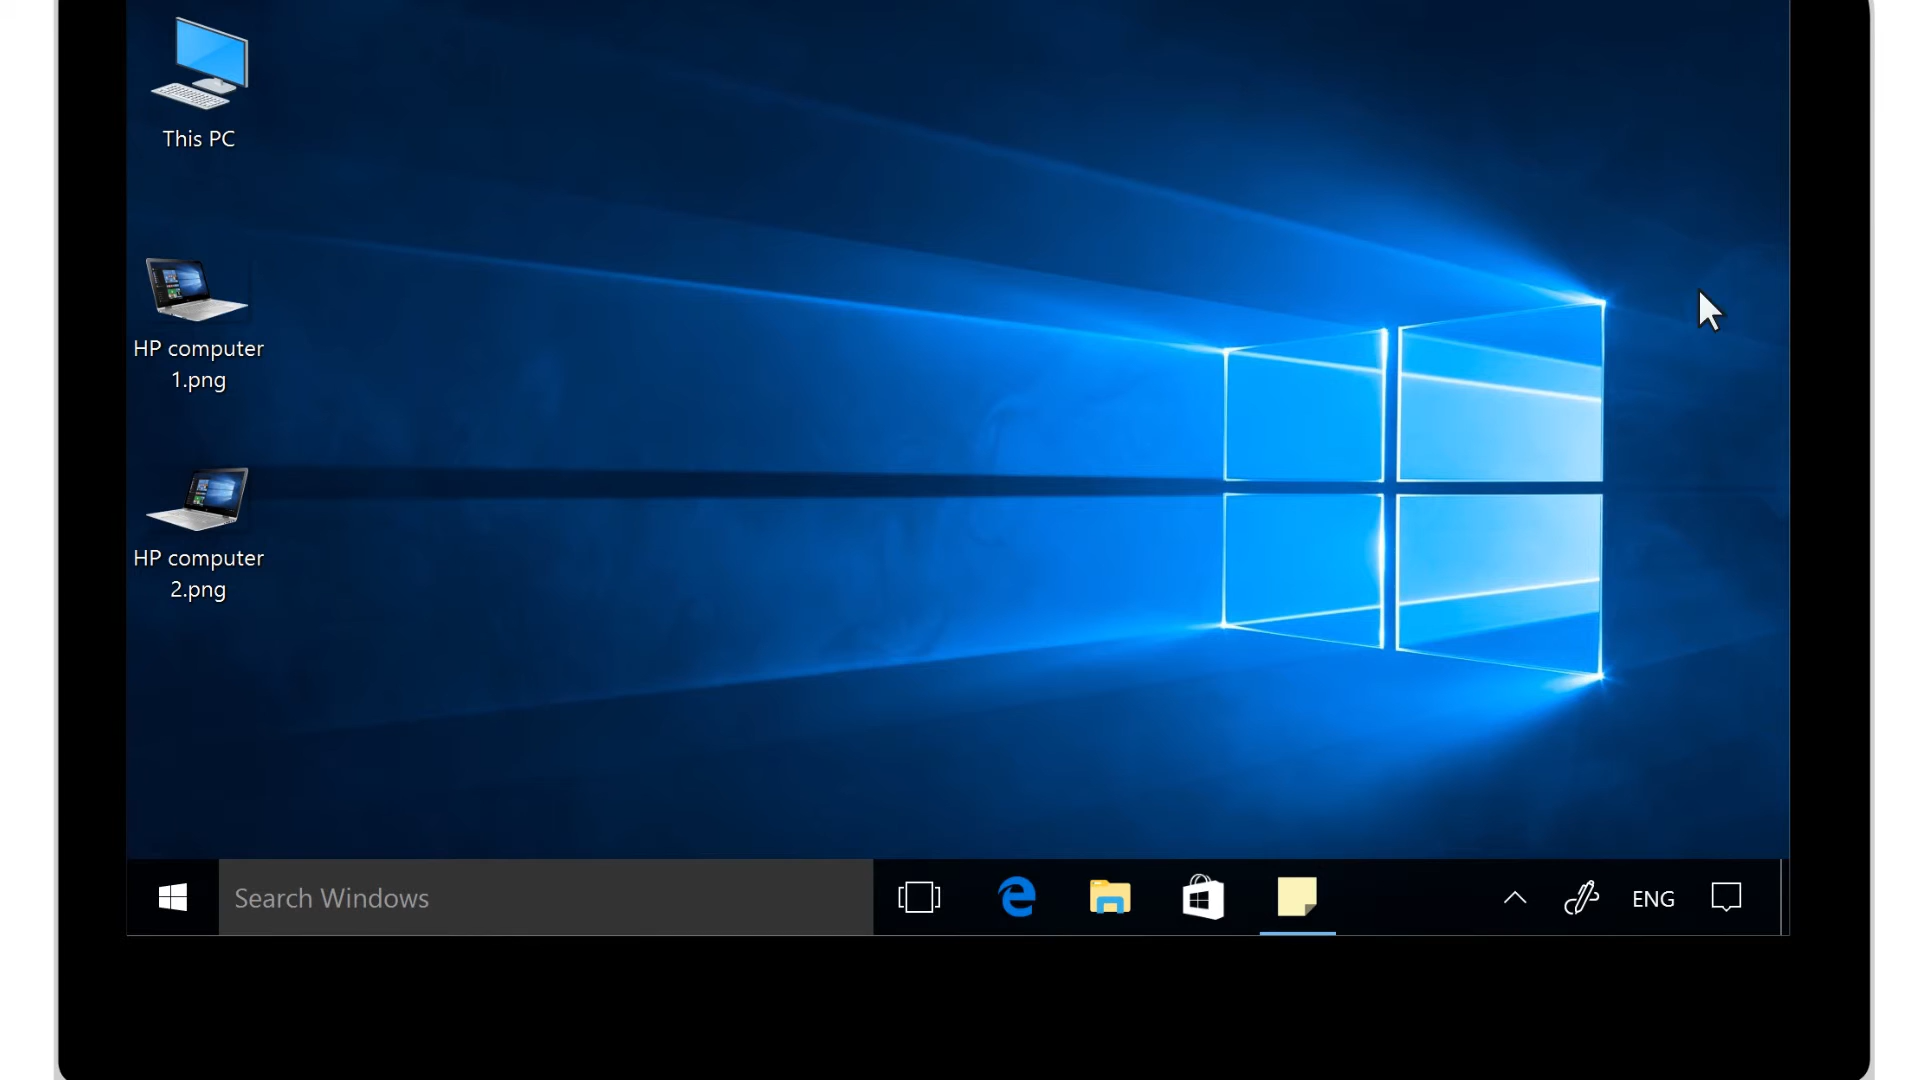 This PC
HP computer
1.png
HP computer
2.png
Search Windows
ENG